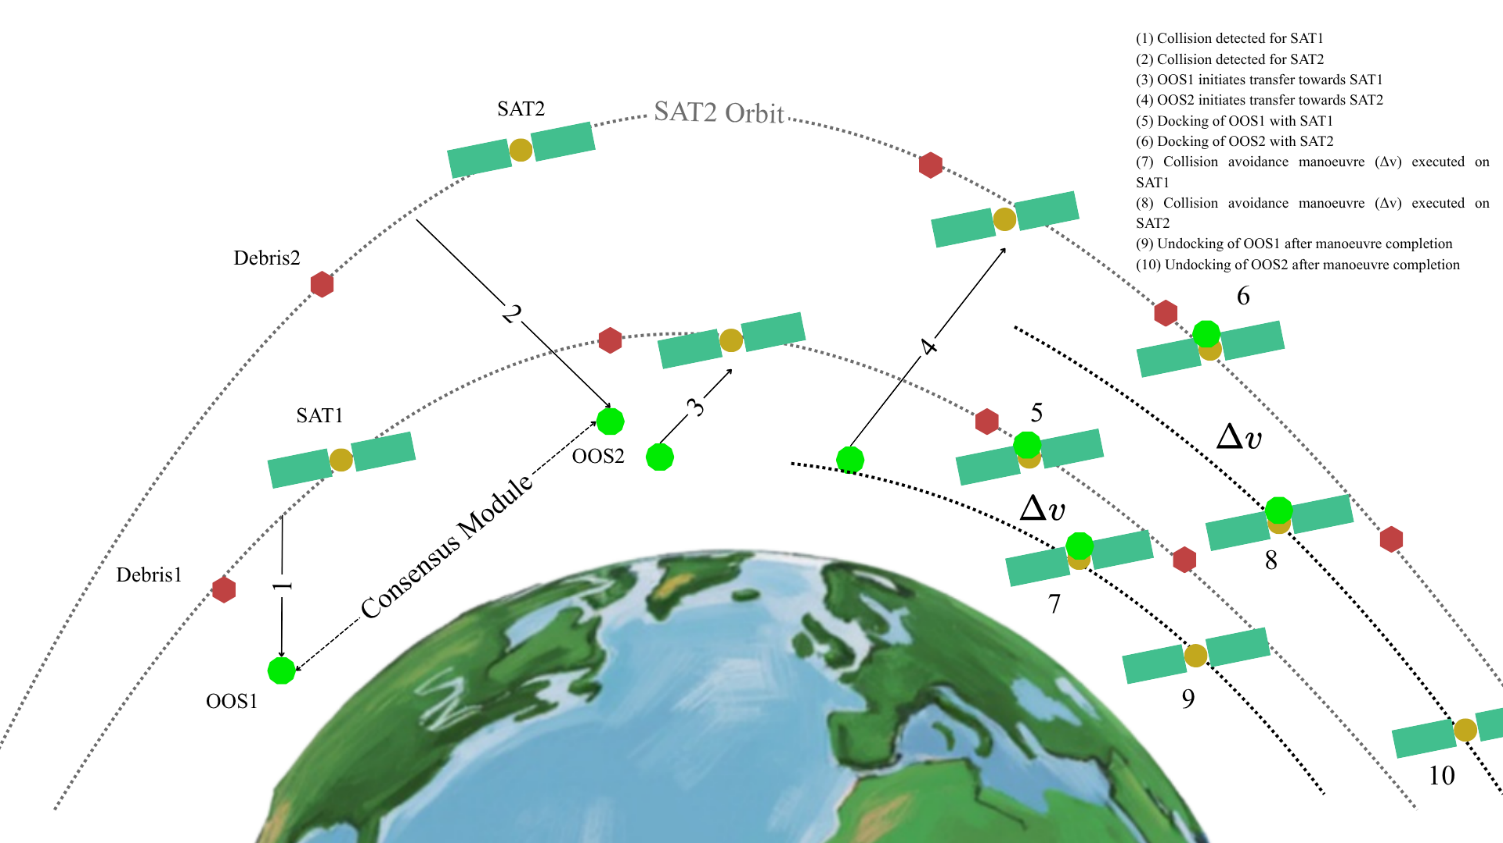 (1) Collision detected for SAT1
(2) Collision detected for SAT2
(3) OOS1 initiates transfer towards SAT1
(4) OOS2 initiates transfer towards SAT2
(5) Docking of OOS1 with SAT1
(6) Docking of OOS2 with SAT2
(7) Collision avoidance manoeuvre (Δv) executed on
SAT1
(8) Collision avoidance manoeuvre (Δv) executed on
SAT2
(9) Undocking of OOS1 after manoeuvre completion
(10) Undocking of OOS2 after manoeuvre completion
SAT2
SAT2 Orbit
Debris2
2
4
6
SAT1
3
5
Δv
OOS2
Consensus Module
Δv
Debris1
1
7
8
OOS1
9
10